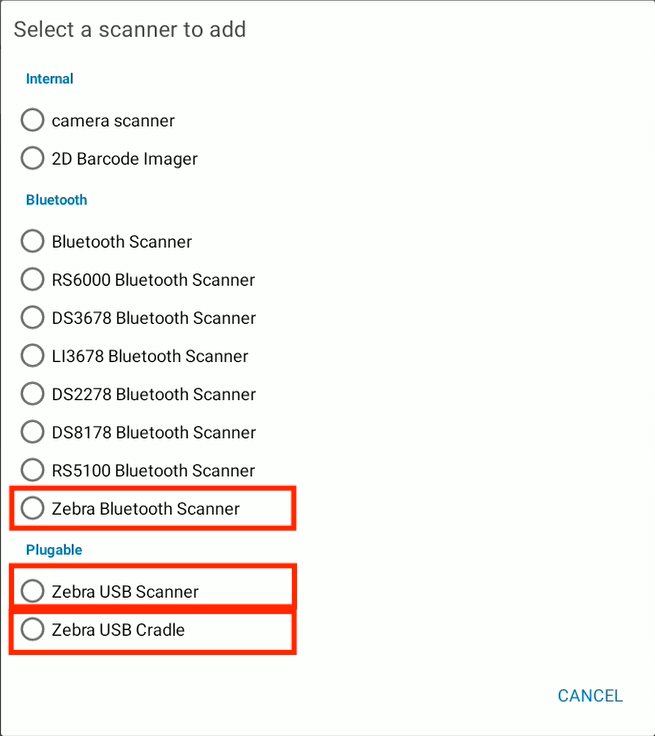 Select a scanner to add
Internal
camera scanner
2D Barcode Imager
Bluetooth
Bluetooth Scanner
RS6000 Bluetooth Scanner
DS3678 Bluetooth Scanner
LI3678 Bluetooth Scanner
DS2278 Bluetooth Scanner
DS8178 Bluetooth Scanner
RS5100 Bluetooth Scanner
Zebra Bluetooth Scanner
Plugable
Zebra USB Scanner
Zebra USB Cradle
CANCEL